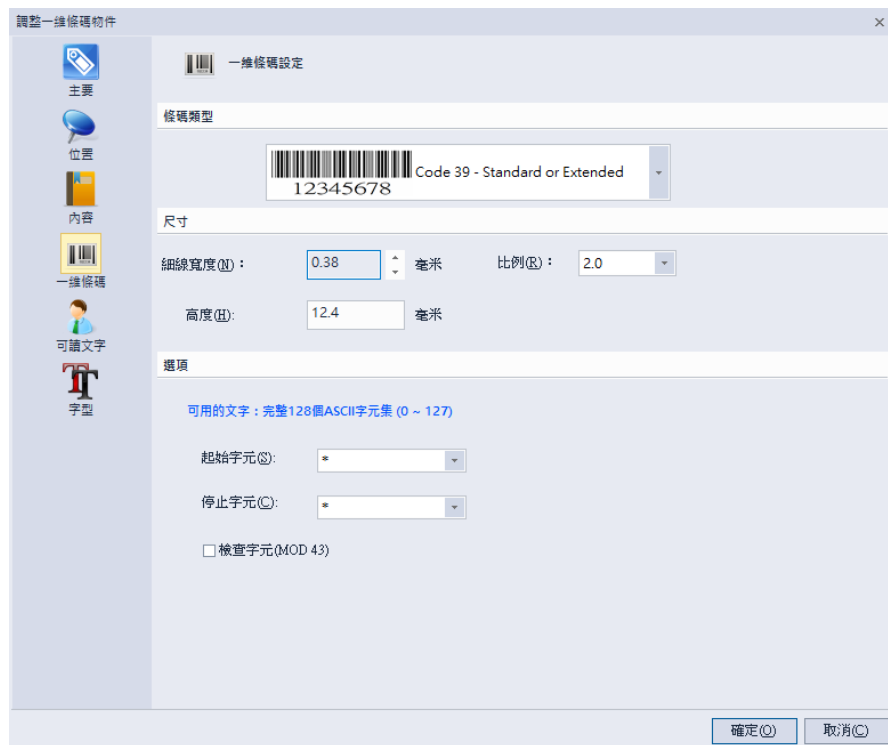 調整一維條碼物件
主要
位置
內容
一維條碼
可讀文字
字型
一維條碼設定
條碼類型
12345678
Code 39 - Standard or Extended
尺寸
細線寬度(N)： 0.38 毫米 比例(R)： 2.0
高度(H): 12.4 毫米
選項
可用的文字：完整128個ASCII字元集 (0 ~ 127)
起始字元(S): *
停止字元(C): *
檢查字元(MOD 43)
確定(O) 取消(C)